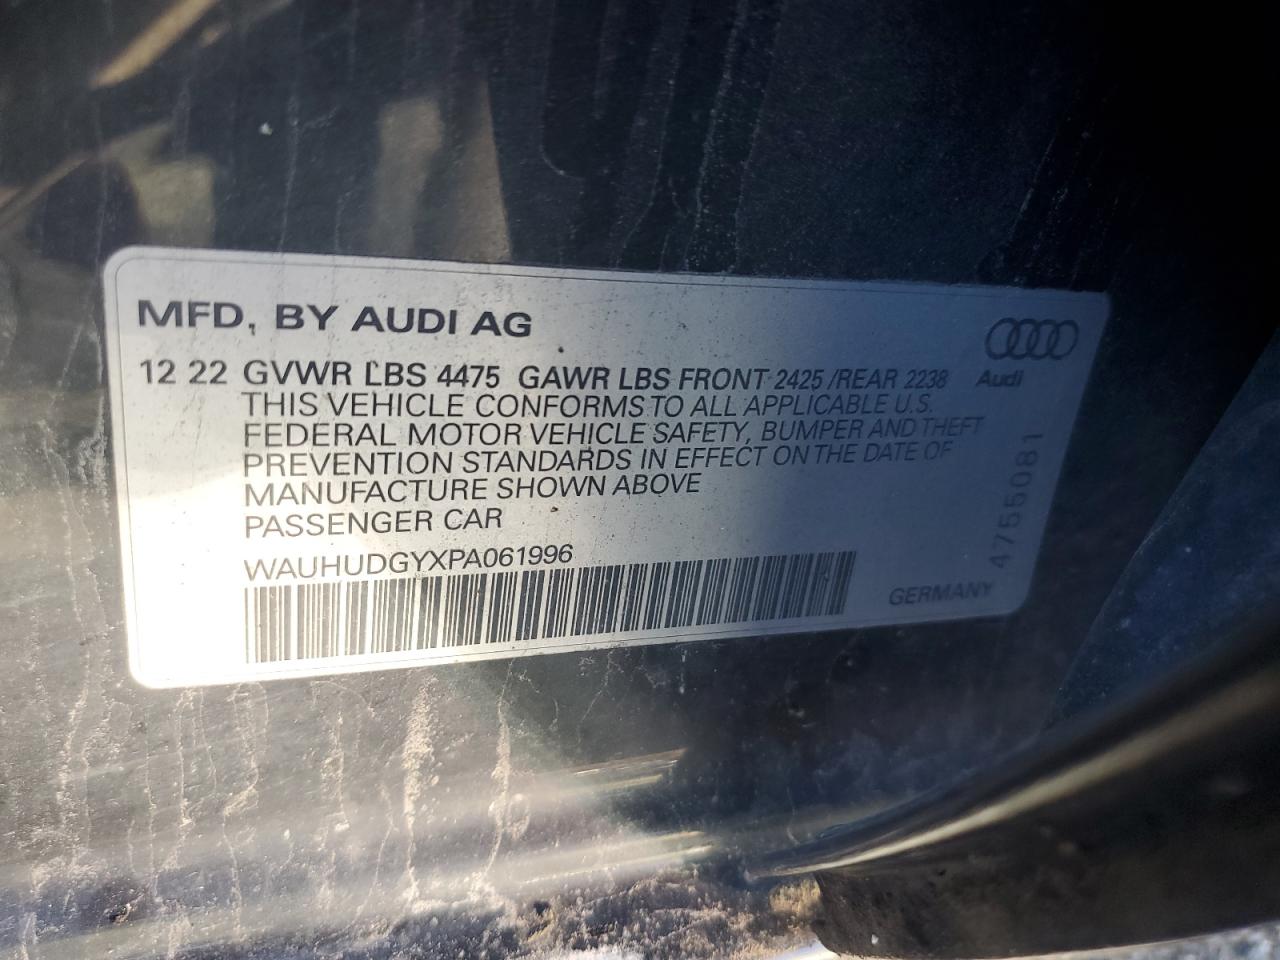 MFD. BY AUDI AG
12 22 GVWR LBS 4475 GAWR LBS FRONT 2425 /REAR 2238
Audi
THIS VEHICLE CONFORMS TO ALL APPLICABLE U.S.
FEDERAL MOTOR VEHICLE SAFETY, BUMPER AND THEFT
PREVENTION STANDARDS IN EFFECT ON THE DATE OF
MANUFACTURE SHOWN ABOVE
PASSENGER CAR
WAUHUDGYXPA061996
GERMANY
4755081